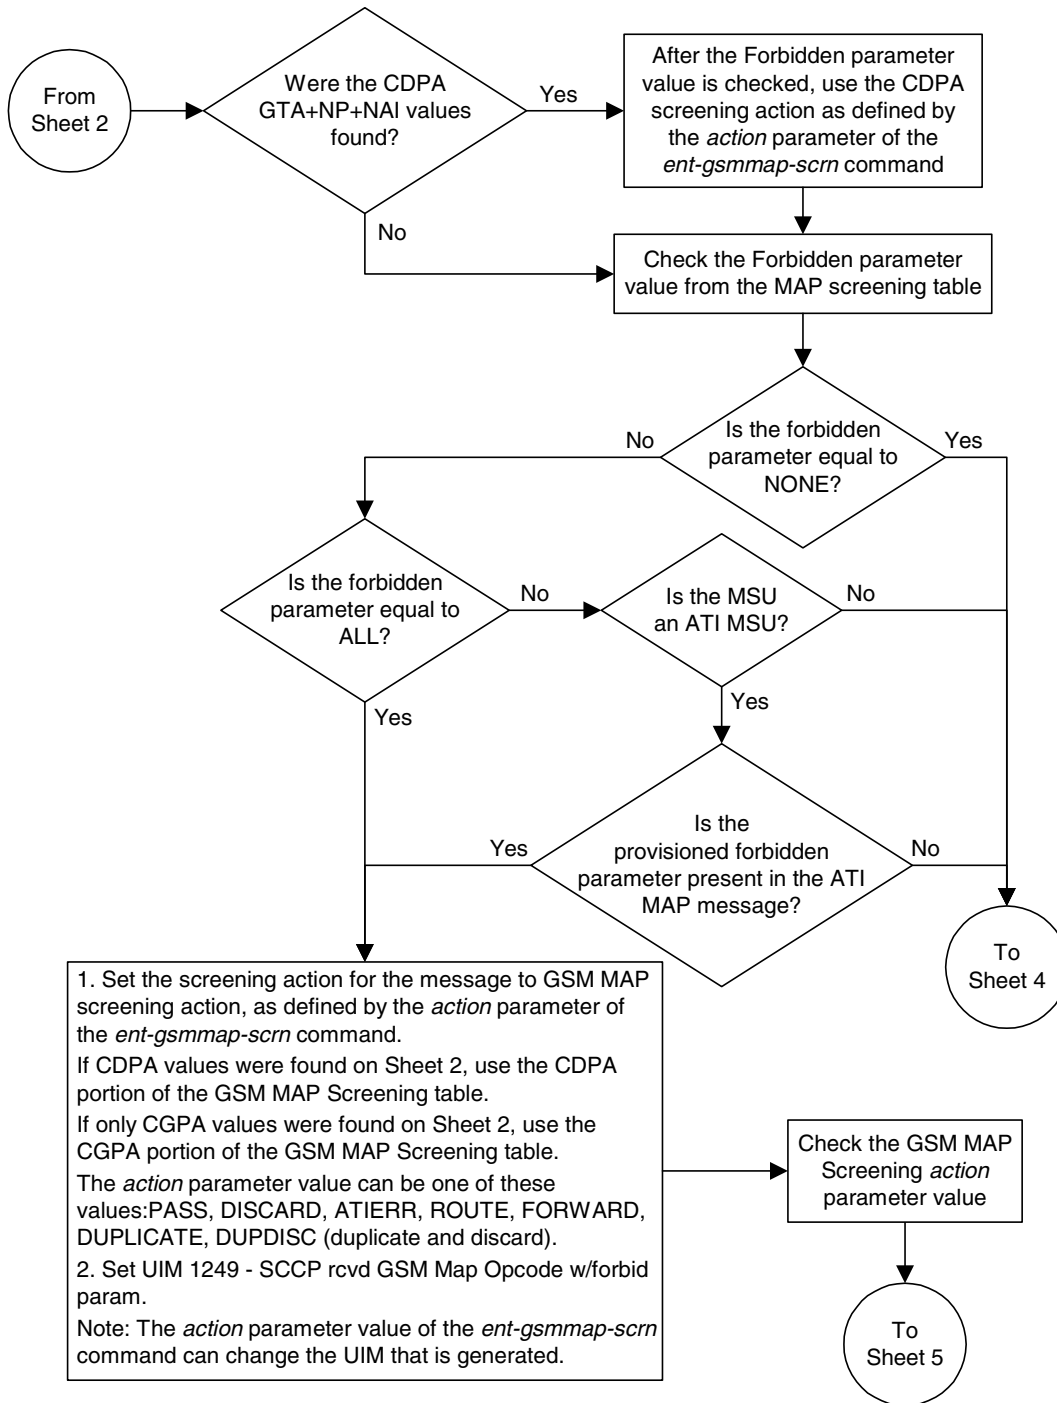 From
Sheet 2
Were the CDPA
GTA+NP+NAI values
found?
Yes
No
After the Forbidden parameter
value is checked, use the CDPA
screening action as defined by
the action parameter of the
ent-gsmmap-scrn command
Check the Forbidden parameter
value from the MAP screening table
Is the forbidden
parameter equal to
NONE?
No
Yes
Is the forbidden
parameter equal to
ALL?
No
Yes
Is the MSU
an ATI MSU?
No
Yes
Is the
provisioned forbidden
parameter present in the ATI
MAP message?
Yes
No
To
Sheet 4
1. Set the screening action for the message to GSM MAP
screening action, as defined by the action parameter of
the ent-gsmmap-scrn command.
If CDPA values were found on Sheet 2, use the CDPA
portion of the GSM MAP Screening table.
If only CGPA values were found on Sheet 2, use the
CGPA portion of the GSM MAP Screening table.
The action parameter value can be one of these
values:PASS, DISCARD, ATIERR, ROUTE, FORWARD,
DUPLICATE, DUPDISC (duplicate and discard).
2. Set UIM 1249 - SCCP rcvd GSM Map Opcode w/forbid
param.
Note: The action parameter value of the ent-gsmmap-scrn
command can change the UIM that is generated.
Check the GSM MAP
Screening action
parameter value
To
Sheet 5